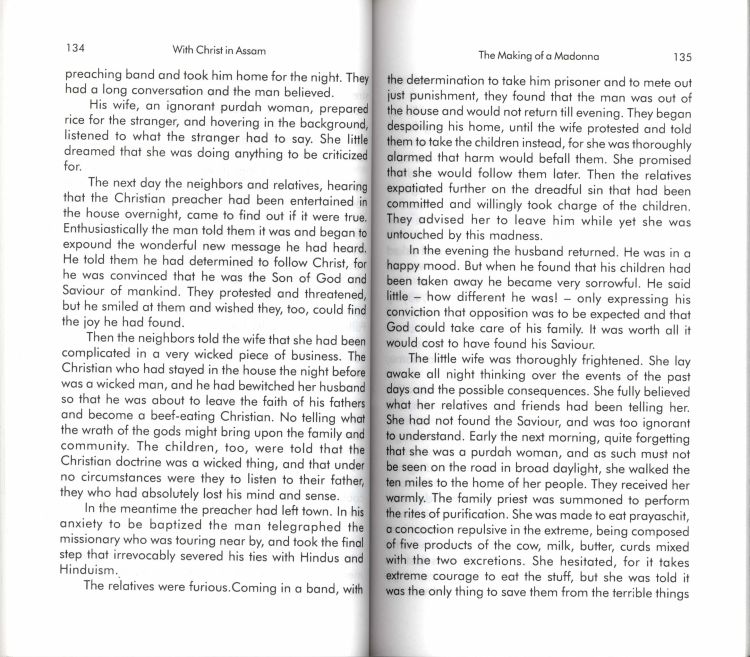 134 With Christ in Assam
preaching band and took him home for the night. They
had a long conversation and the man believed.
His wife, an ignorant purdah woman, prepared
rice for the stranger, and hovering in the background,
listened to what the stranger had to say. She little
dreamed that she was doing anything to be criticized
for.
The next day the neighbors and relatives, hearing
that the Christian preacher had been entertained in
the house overnight, came to find out if it were true.
Enthusiastically the man told them it was and began to
expound the wonderful new message he had heard.
He told them he had determined to follow Christ, for
he was convinced that he was the Son of God and
Saviour of mankind. They protested and threatened,
but he smiled at them and wished they, too, could find
the joy he had found.
Then the neighbors told the wife that she had been
complicated in a very wicked piece of business. The
Christian who had stayed in the house the night before
was a wicked man, and he had bewitched her husband
so that he was about to leave the faith of his fathers
and become a beef-eating Christian. No telling what
the wrath of the gods might bring upon the family and
community. The children, too, were told that the
Christian doctrine was a wicked thing, and that under
no circumstances were they to listen to their father,
they who had absolutely lost his mind and sense.
In the meantime the preacher had left town. In his
anxiety to be baptized the man telegraphed the
missionary who was touring near by, and took the final
step that irrevocably severed his ties with Hindus and
Hinduism.
The relatives were furious.Coming in a band, with
The Making of a Madonna 135
the determination to take him prisoner and to mete out
just punishment, they found that the man was out of
the house and would not return till evening. They began
despoiling his home, until the wife protested and told
them to take the children instead, for she was thoroughly
alarmed that harm would befall them. She promised
that she would follow them later. Then the relatives
expatiated further on the dreadful sin that had been
committed and willingly took charge of the children.
They advised her to leave him while yet she was
untouched by this madness.
In the evening the husband returned. He was in a
happy mood. But when he found that his children had
been taken away he became very sorrowful. He said
little – how different he was! – only expressing his
conviction that opposition was to be expected and that
God could take care of his family. It was worth all it
would cost to have found his Saviour.
The little wife was thoroughly frightened. She lay
awake all night thinking over the events of the past
days and the possible consequences. She fully believed
what her relatives and friends had been telling her.
She had not found the Saviour, and was too ignorant
to understand. Early the next morning, quite forgetting
that she was a purdah woman, and as such must not
be seen on the road in broad daylight, she walked the
ten miles to the home of her people. They received her
warmly. The family priest was summoned to perform
the rites of purification. She was made to eat prayaschit,
a concoction repulsive in the extreme, being composed
of five products of the cow, milk, butter, curds mixed
with the two excretions. She hesitated, for it takes
extreme courage to eat the stuff, but she was told it
was the only thing to save them from the terrible things